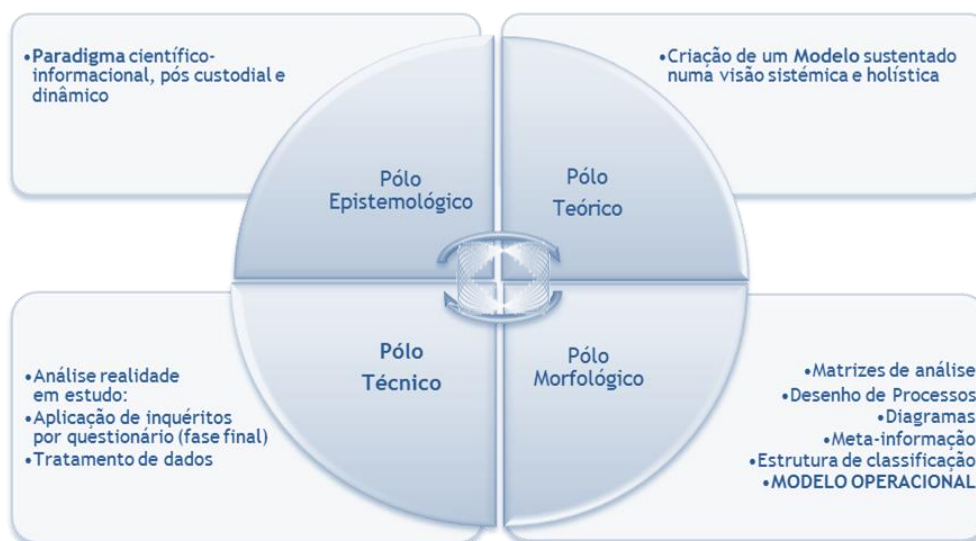 •Paradigma científico-
informacional, pós custodial e
dinâmico
•Criação de um Modelo sustentado
numa visão sistémica e holística
Pólo
Epistemológico
Pólo
Teórico
Pólo
Técnico
Pólo
Morfológico
•Análise realidade
em estudo:
•Aplicação de inquéritos
por questionário (fase final)
•Tratamento de dados
•Matrizes de análise
•Desenho de Processos
•Diagramas
•Meta-informação
•Estrutura de classificação
•MODELO OPERACIONAL